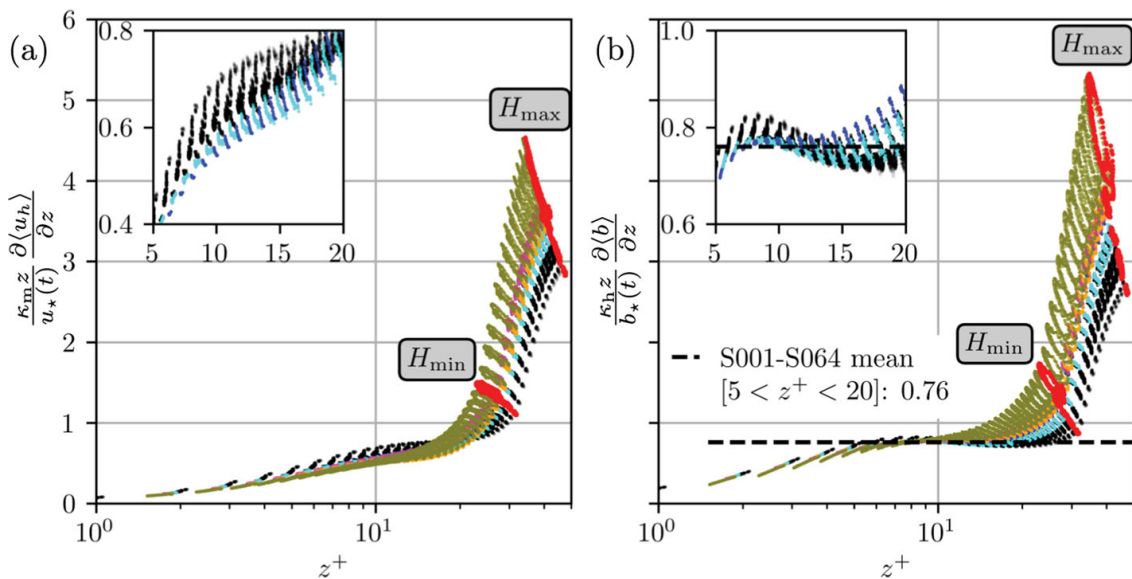 (a)
6
5
4
3
2
1
0
0.8
0.6
0.4
5 10 15 20
H_max
H_min
κ_m z / u_⋆(t) ∂⟨u_h⟩ / ∂z
10^0 10^1
z^+
(b)
1.0
0.8
0.6
5 10 15 20
H_max
H_min
S001-S064 mean
[5 < z^+ < 20]: 0.76
κ_h z / b_⋆(t) ∂⟨b⟩ / ∂z
10^0 10^1
z^+